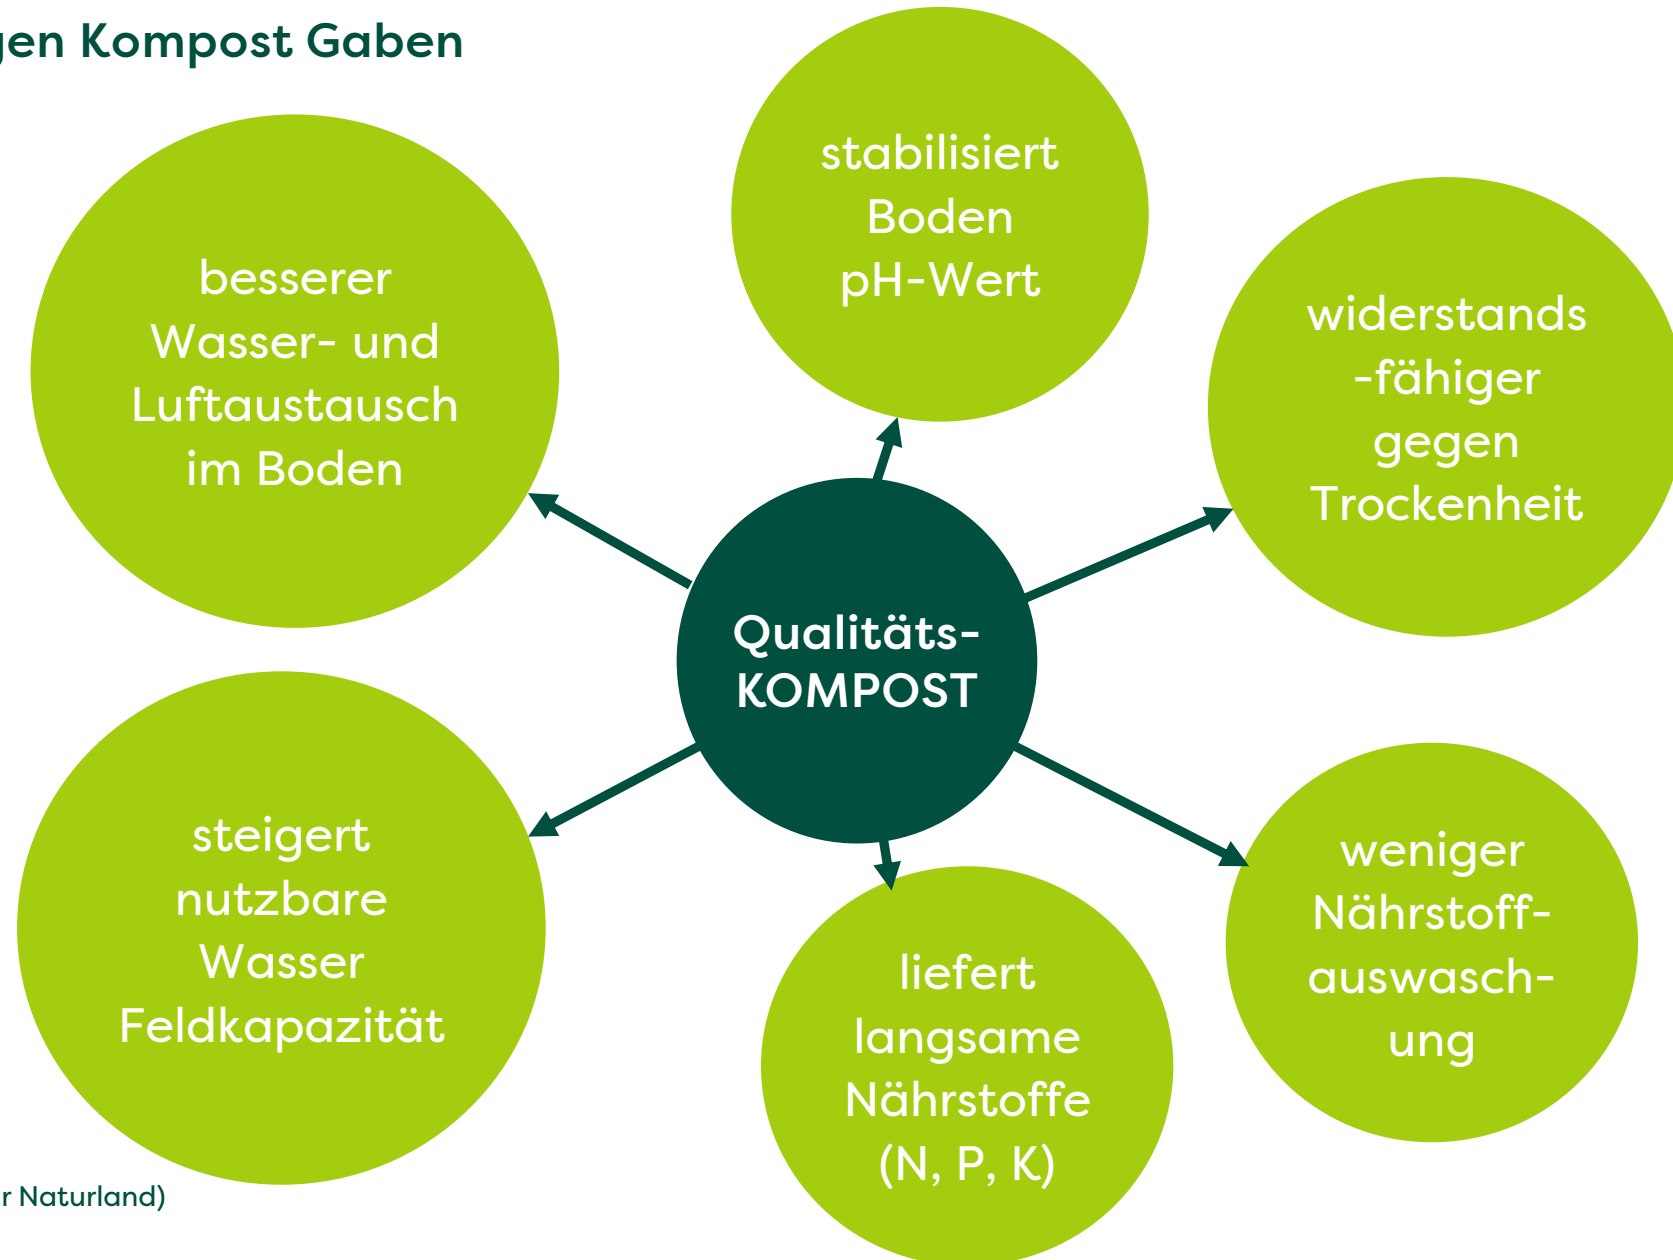 gen Kompost Gaben
stabilisiert
Boden
pH-Wert
besserer
Wasser- und
Luftaustausch
im Boden
widerstands
-fähiger
gegen
Trockenheit
Qualitäts-
KOMPOST
steigert
nutzbare
Wasser
Feldkapazität
liefert
langsame
Nährstoffe
(N, P, K)
weniger
Nährstoff-
auswasch-
ung
r Naturland)